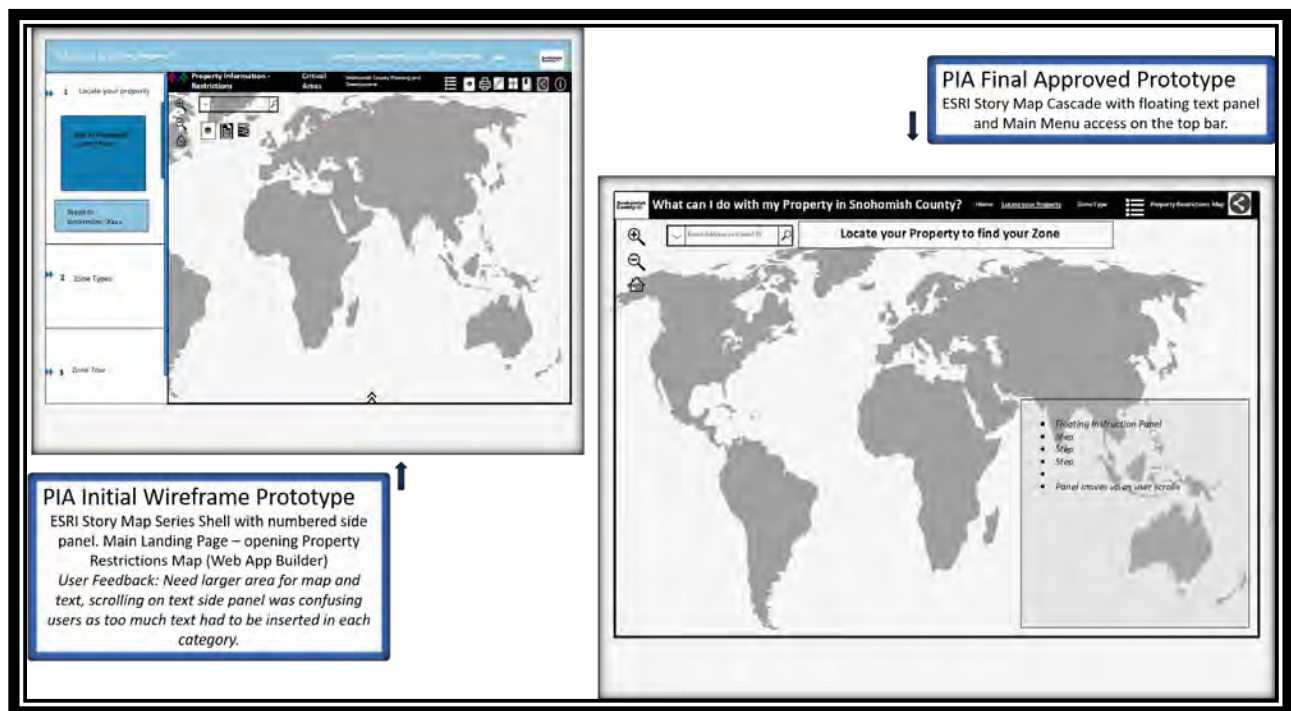 Property Information - Restrictions
Critical Areas
Snohomish County Planning and Development
1 Locate your property
2 Zone Types
3 Zone Tour
PIA Initial Wireframe Prototype
ESRI Story Map Series Shell with numbered side
panel. Main Landing Page – opening Property
Restrictions Map (Web App Builder)
User Feedback: Need larger area for map and
text, scrolling on text side panel was confusing
users as too much text had to be inserted in each
category.
PIA Final Approved Prototype
ESRI Story Map Cascade with floating text panel
and Main Menu access on the top bar.
Snohomish County
What can I do with my Property in Snohomish County? Home Locate your Property Zone Type Property Restrictions Map
Locate your Property to find your Zone
Floating Instruction Panel
Step
Step
Step
Panel moves up as user scrolls